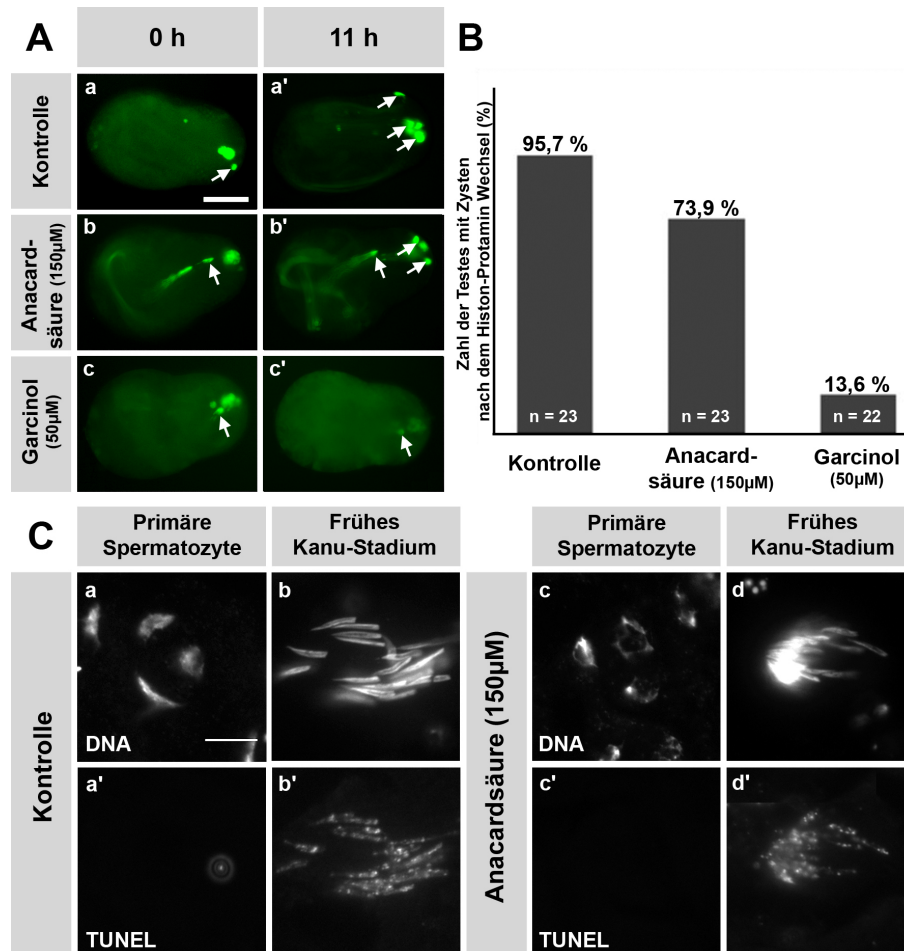 A
0 h
11 h
Kontrolle
a
a'
Anacard-
säure (150µM)
b
b'
Garcinol
(50µM)
c
c'
B
Zahl der Testes mit Zysten
nach dem Histon-Protamin Wechsel (%)
95,7 %
73,9 %
13,6 %
n = 23
n = 23
n = 22
Kontrolle
Anacard-
säure (150µM)
Garcinol
(50µM)
C
Primäre
Spermatozyte
Frühes
Kanu-Stadium
Primäre
Spermatozyte
Frühes
Kanu-Stadium
Kontrolle
a
DNA
b
a'
TUNEL
b'
Anacardsäure (150µM)
c
DNA
d
c'
TUNEL
d'